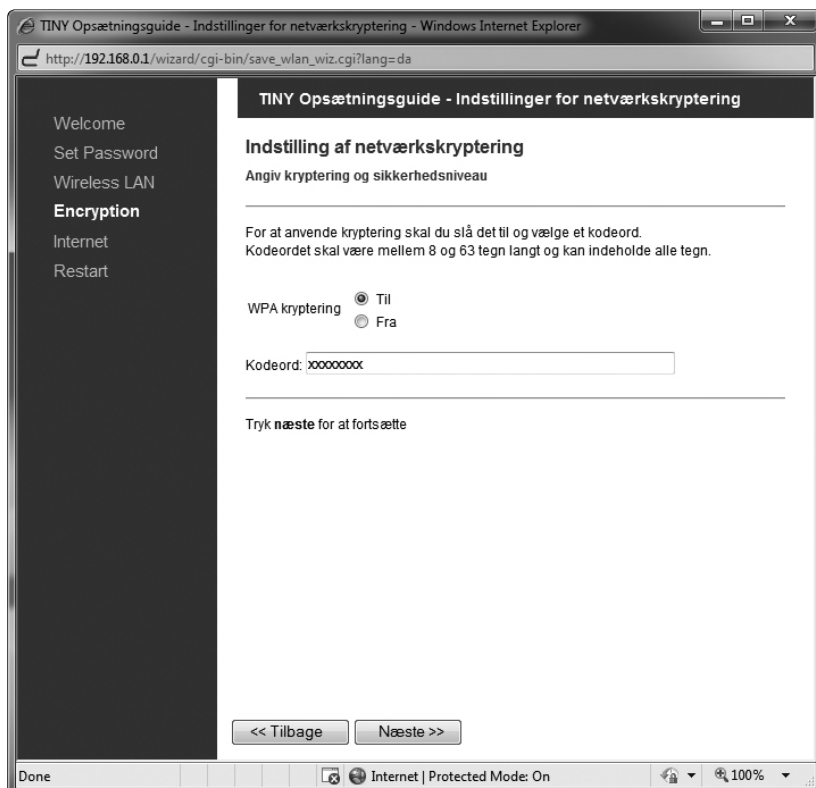 TINY Opsætningsguide - Indstillinger for netværkskryptering - Windows Internet Explorer
http://192.168.0.1/wizard/cgi-bin/save_wlan_wiz.cgi?lang=da
TINY Opsætningsguide - Indstillinger for netværkskryptering
Welcome
Set Password
Wireless LAN
Encryption
Internet
Restart
Indstilling af netværkskryptering
Angiv kryptering og sikkerhedsniveau
For at anvende kryptering skal du slå det til og vælge et kodeord.
Kodeordet skal være mellem 8 og 63 tegn langt og kan indeholde alle tegn.
WPA kryptering
Til
Fra
Kodeord: xxxxxxxx
Tryk næste for at fortsætte
<< Tilbage
Næste >>
Done
Internet | Protected Mode: On
100%